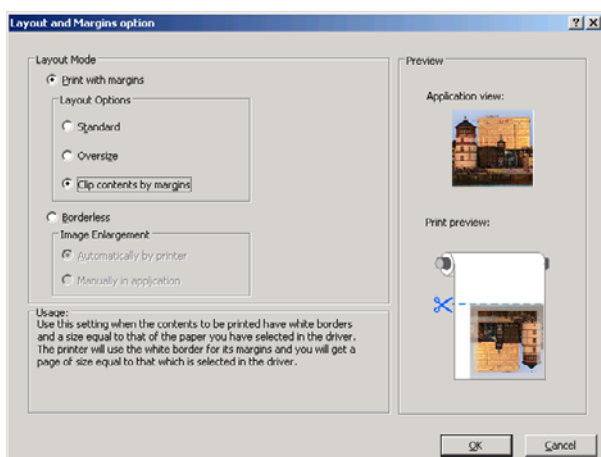 Layout and Margins option
Layout Mode
Print with margins
Layout Options
Standard
Oversize
Clip contents by margins
Borderless
Image Enlargement
Automatically by printer
Manually in application
Usage:
Use this setting when the contents to be printed have white borders
and a size equal to that of the paper you have selected in the driver.
The printer will use the white border for its margins and you will get a
page of size equal to that which is selected in the driver.
Preview
Application view:
Print preview:
OK
Cancel